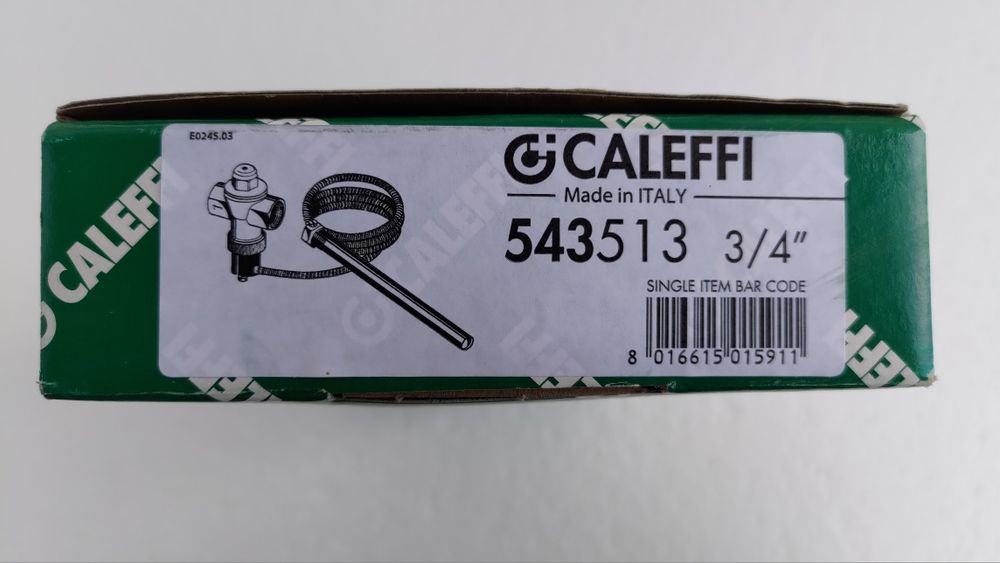 E0245.03
CALEFFI
Made in ITALY
543513 3/4"
SINGLE ITEM BAR CODE
8 016615 015911
CALEFFI